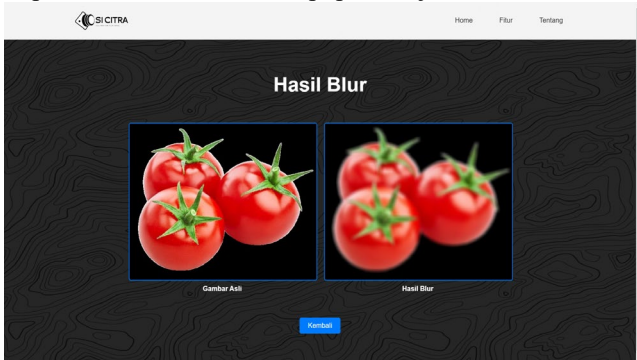 SI CITRA
Home Fitur Tentang
Hasil Blur
Gambar Asli Hasil Blur
Kembali